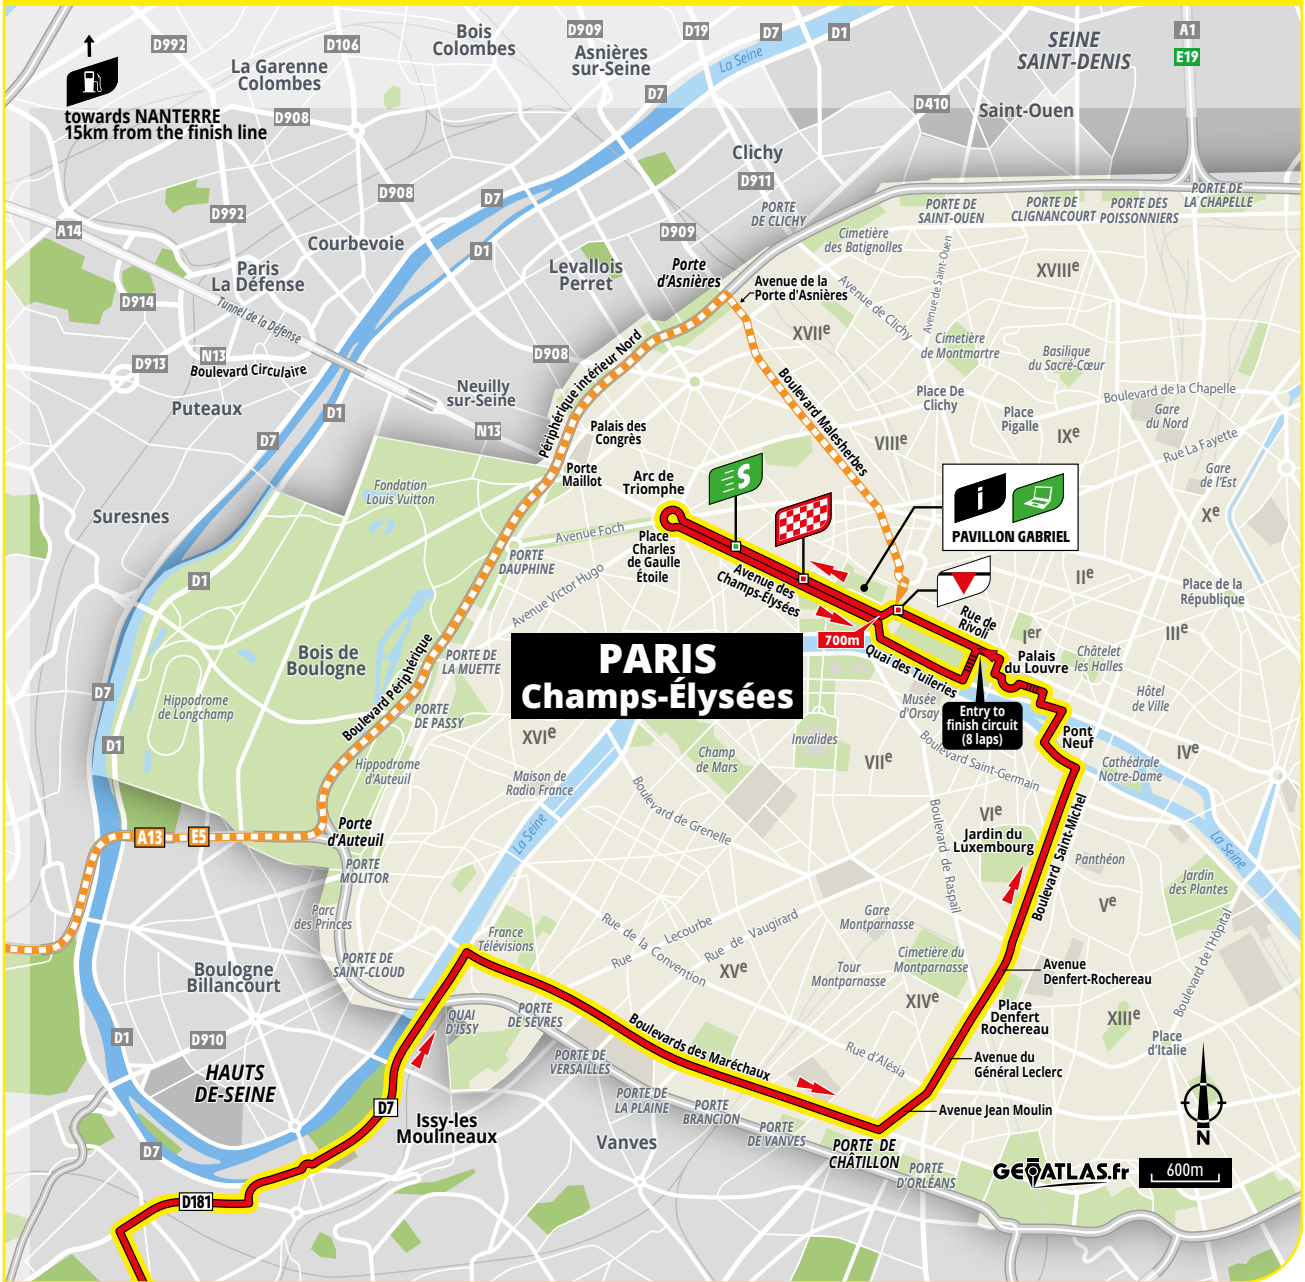 D992
D106
Bois
Colombes
D909
D19
D7
D1
A1
E19
SEINE
SAINT-DENIS
La Garenne
Colombes
Asnières
sur-Seine
La Seine
D7
D410
Saint-Ouen
towards NANTERRE
15km from the finish line
D908
Clichy
D911
D908
D7
PORTE
DE CLICHY
PORTE DE
SAINT-OUEN
PORTE DE
CLIGNANCOURT
PORTE DES
POISSONNIERS
PORTE DE
LA CHAPELLE
D992
A14
Courbevoie
D1
D909
Cimetière
des Batignolles
Paris
La Défense
Levallois
Perret
Porte
d'Asnières
Avenue de la
Porte d'Asnières
XVIIIe
Avenue de Saint-Ouen
Avenue de Clichy
D914
Tunnel de la Défense
XVIIe
Cimetière
de Montmartre
Basilique
du Sacré-Cœur
D913
N13
Boulevard Circulaire
D908
Périphérique intérieur Nord
Boulevard Malesherbes
Neuilly
sur-Seine
Place De
Clichy
Boulevard de la Chapelle
Puteaux
D1
D7
N13
Palais des
Congrès
Place
Pigalle
Gare
du Nord
VIIIe
IXe
Rue La Fayette
Porte
Maillot
Arc de
Triomphe
S
Gare
de l'Est
Fondation
Louis Vuitton
Suresnes
i
PAVILLON GABRIEL
Xe
Avenue Foch
Place
Charles
de Gaulle
Étoile
PORTE
DAUPHINE
Avenue des
Champs-Élysées
Avenue Victor Hugo
D1
IIe
Place de la
République
Rue de
Rivoli
Ier
IIIe
700m
Bois de
Boulogne
Boulevard Périphérique
PORTE DE
LA MUETTE
PARIS
Champs-Élysées
Quai des Tuileries
Palais
du Louvre
Châtelet
les Halles
D7
Hippodrome
de Longchamp
PORTE
DE PASSY
Musée
d'Orsay
Entry to
finish circuit
(8 laps)
Hôtel
de Ville
D1
XVIe
Invalides
Pont
Neuf
IVe
Hippodrome
d'Auteuil
Maison de
Radio France
Champ
de Mars
VIIe
Boulevard Saint-Germain
Cathédrale
Notre-Dame
Boulevard de Grenelle
La Seine
Boulevard de Raspail
VIe
Jardin du
Luxembourg
Boulevard Saint-Michel
La Seine
A13
E5
Porte
d'Auteuil
PORTE
MOLITOR
Panthéon
Jardin
des Plantes
Parc
des Princes
Ve
France
Télévisions
Rue Lecourbe
Rue de Vaugirard
Rue de la Convention
Gare
Montparnasse
Boulevard de l'Hôpital
PORTE DE
SAINT-CLOUD
Boulogne
Billancourt
XVe
Tour
Montparnasse
Cimetière du
Montparnasse
Avenue
Denfert-Rochereau
XIVe
QUAI
D'ISSY
PORTE
DE SÈVRES
Boulevards des Maréchaux
Place
Denfert
Rochereau
XIIIe
D1
D910
Rue d'Alésia
Place
d'Italie
HAUTS
DE-SEINE
PORTE DE
VERSAILLES
Avenue du
Général Leclerc
D7
PORTE DE
LA PLAINE
PORTE
BRANCION
Avenue Jean Moulin
Issy-les
Moulineaux
PORTE
DE VANVES
D7
Vanves
PORTE DE
CHÂTILLON
N
PORTE
D'ORLÉANS
GEOATLAS.fr
600m
D181